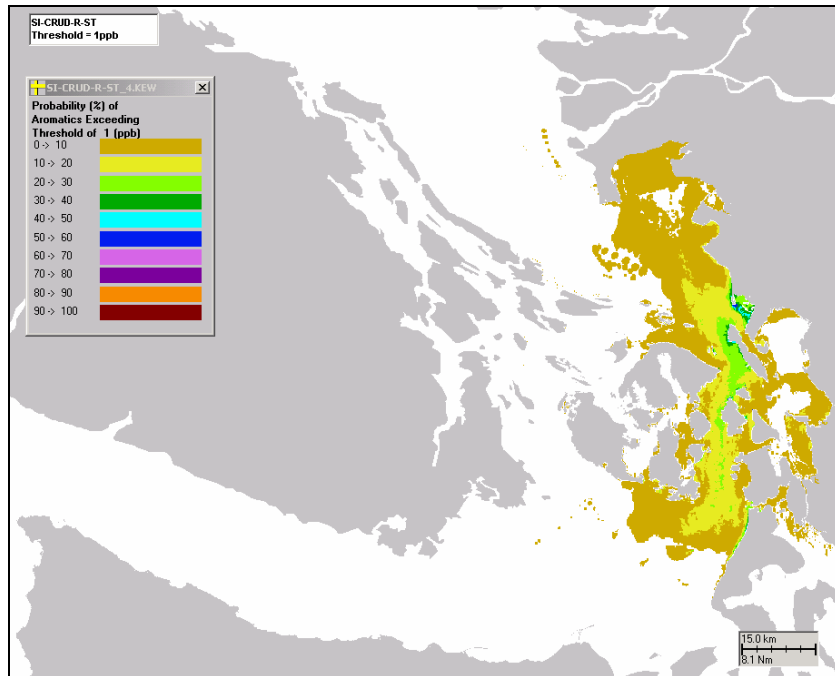 SI-CRUD-R-ST
Threshold = 1ppb
SI-CRUD-R-ST_4.KEW
Probability (%) of
Aromatics Exceeding
Threshold of 1 (ppb)
0 -> 10
10 -> 20
20 -> 30
30 -> 40
40 -> 50
50 -> 60
60 -> 70
70 -> 80
80 -> 90
90 -> 100
15.0 km
8.1 Nm